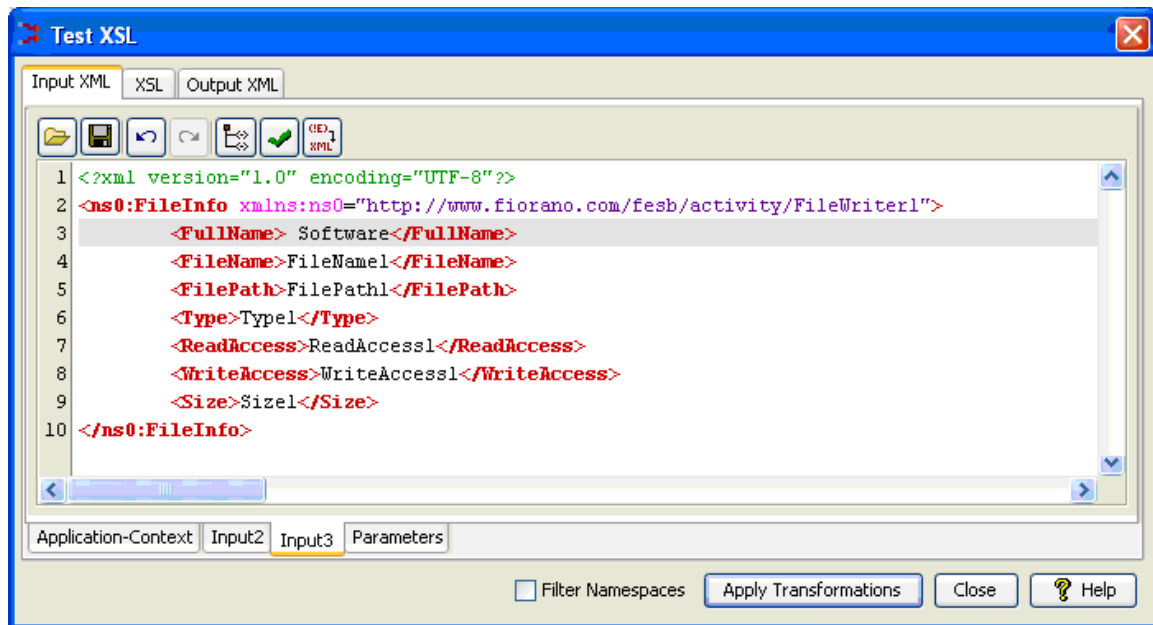 Test XSL
Input XML XSL Output XML
(IE) XML
1 <?xml version="1.0" encoding="UTF-8"?>
2 <ns0:FileInfo xmlns:ns0="http://www.fiorano.com/fesb/activity/FileWriter1">
3 <FullName> Software</FullName>
4 <FileName>FileName1</FileName>
5 <FilePath>FilePath1</FilePath>
6 <Type>Type1</Type>
7 <ReadAccess>ReadAccess1</ReadAccess>
8 <WriteAccess>WriteAccess1</WriteAccess>
9 <Size>Size1</Size>
10 </ns0:FileInfo>
Application-Context Input2 Input3 Parameters
Filter Namespaces Apply Transformations Close ? Help